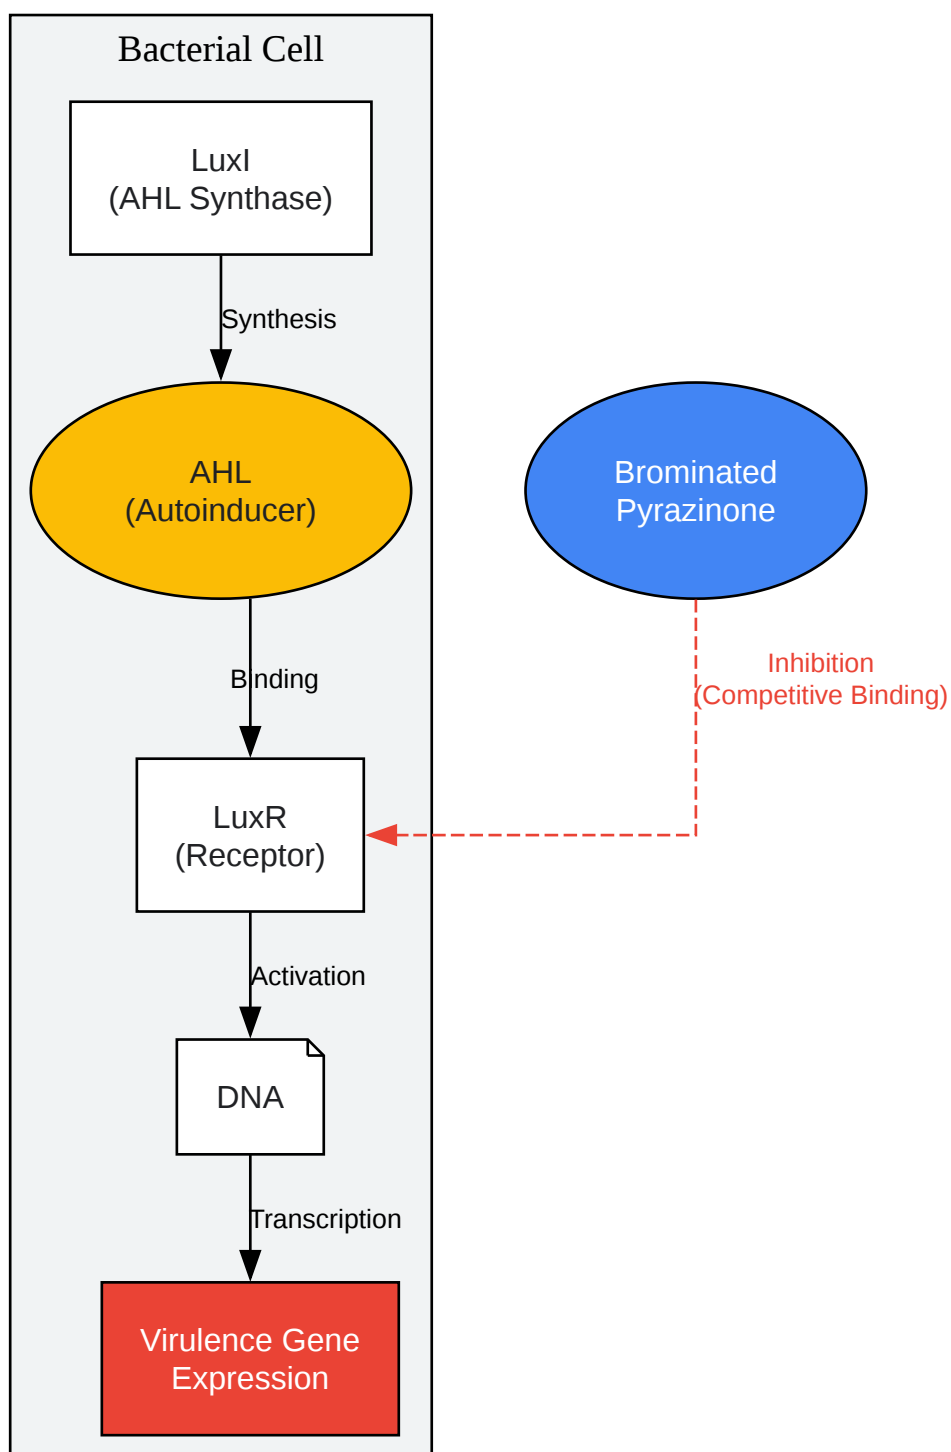 Bacterial Cell
LuxI
(AHL Synthase)
Synthesis
AHL
(Autoinducer)
Brominated
Pyrazinone
Binding
Inhibition
(Competitive Binding)
LuxR
(Receptor)
Activation
DNA
Transcription
Virulence Gene
Expression